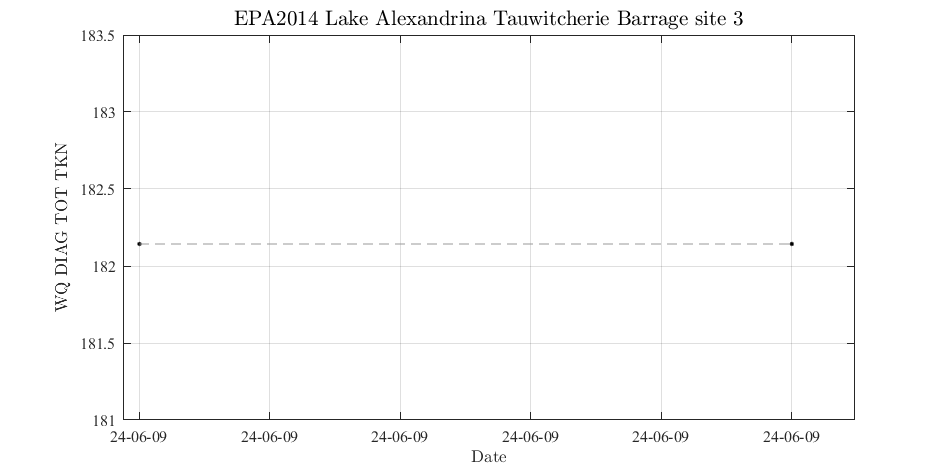 EPA2014 Lake Alexandrina Tauwitcherie Barrage site 3
183.5
183
182.5
182
181.5
181
WQ DIAG TOT TKN
24-06-09 24-06-09 24-06-09 24-06-09 24-06-09 24-06-09
Date